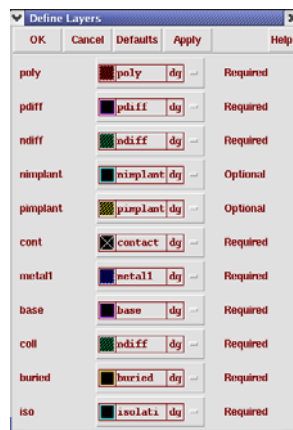 Define Layers
OK Cancel Defaults Apply Help
poly poly dg Required
pdiff pdiff dg Required
ndiff ndiff dg Required
nimplant nimplant dg Optional
pimplant pimplant dg Optional
cont contact dg Required
metal1 metal1 dg Required
base base dg Required
coll ndiff dg Required
buried buried dg Required
iso isolati dg Required